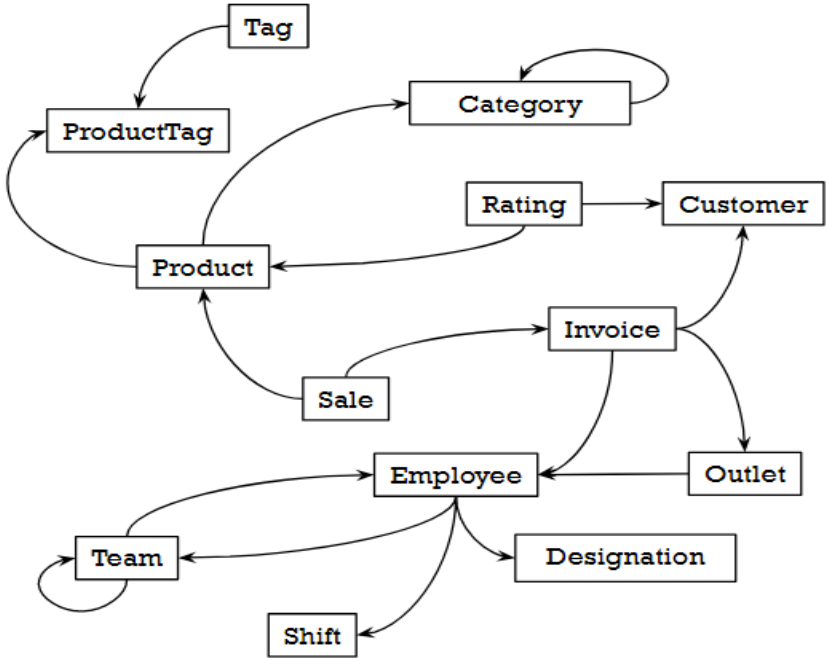 Tag
Category
ProductTag
Rating
Customer
Product
Invoice
Sale
Employee
Outlet
Team
Designation
Shift